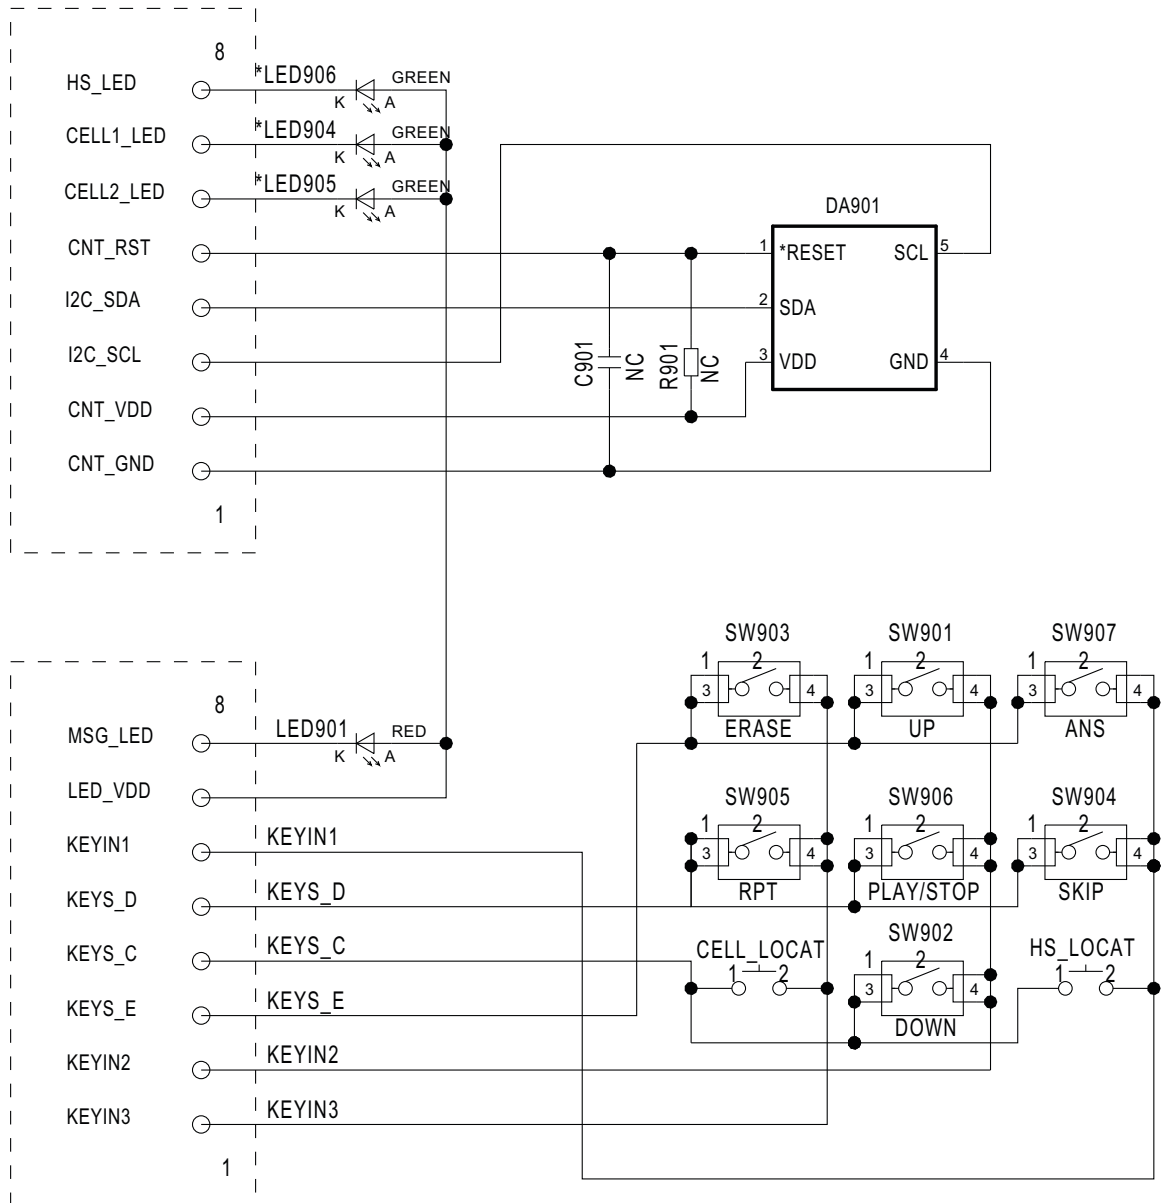 8
HS_LED *LED906 GREEN
K A
CELL1_LED *LED904 GREEN
K A
CELL2_LED *LED905 GREEN
K A
DA901
CNT_RST 1 *RESET SCL 5
I2C_SDA 2 SDA
I2C_SCL C901 NC R901 NC 3 VDD GND 4
CNT_VDD
CNT_GND
1
SW903 SW901 SW907
1 2 1 2 1 2
3 4 3 4 3 4
8
MSG_LED LED901 RED ERASE UP ANS
K A
LED_VDD SW905 SW906 SW904
1 2 1 2 1 2
KEYIN1 KEYIN1 3 4 3 4 3 4
KEYS_D KEYS_D RPT PLAY/STOP SKIP
KEYS_C KEYS_C CELL_LOCAT SW902 HS_LOCAT
1 2 1 2 1 2
3 4
KEYS_E KEYS_E DOWN
KEYIN2 KEYIN2
KEYIN3 KEYIN3
1